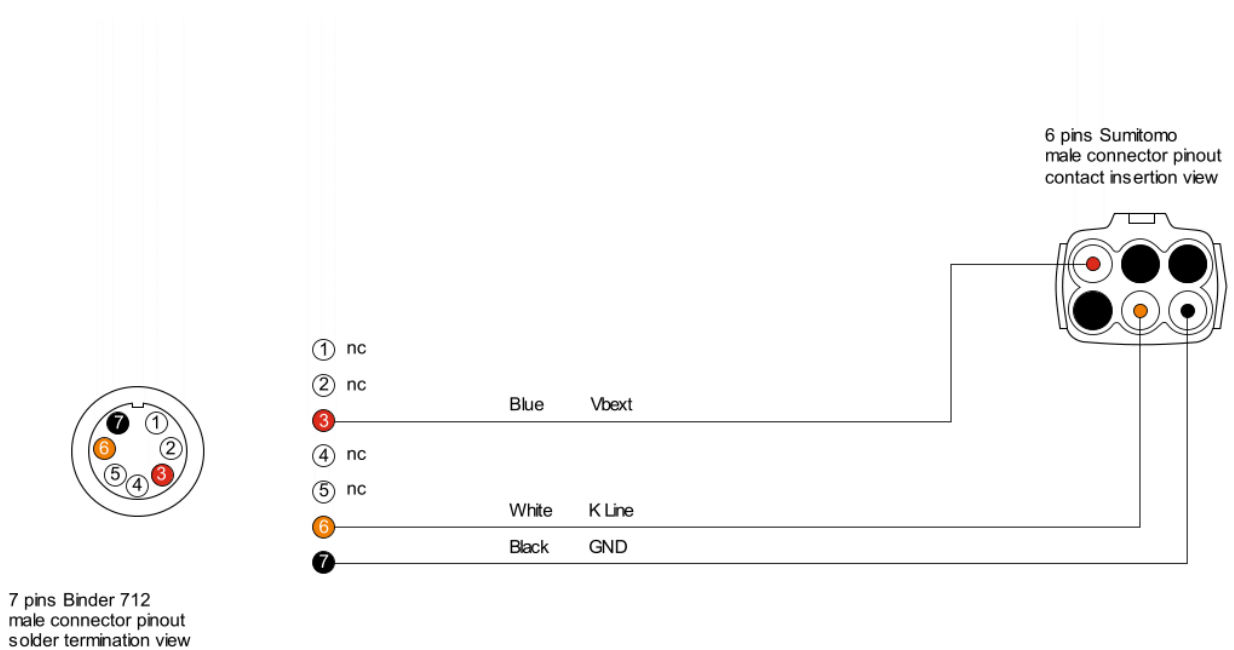 6 pins Sumitomo
male connector pinout
contact insertion view
1 nc
2 nc
Blue Vbext
3
4 nc
5 nc
White K Line
6
Black GND
7
7 1
6 2
5 4 3
7 pins Binder 712
male connector pinout
solder termination view